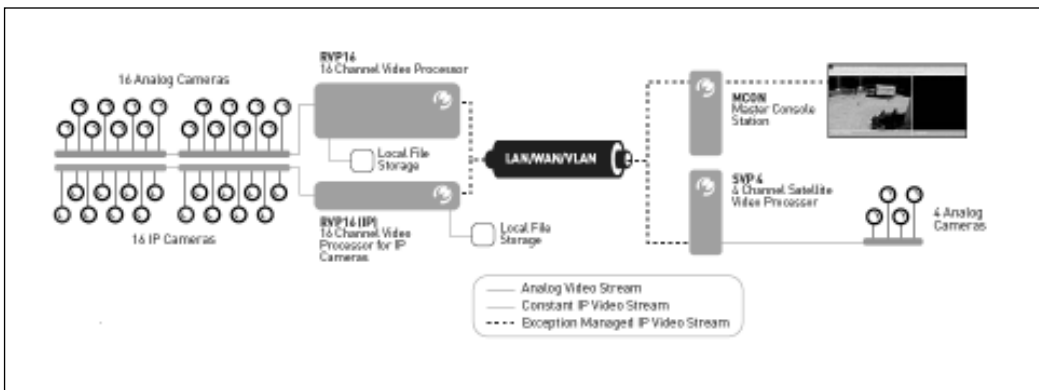 RVP16
16 Channel Video Processor
16 Analog Cameras
Local File
Storage
16 IP Cameras
RVP16 (IP)
16 Channel Video
Processor for IP
Cameras
Local File
Storage
LAN/WAN/VLAN
MCON
Master Console
Station
SVP4
4 Channel Satellite
Video Processor
4 Analog
Cameras
Analog Video Stream
Constant IP Video Stream
Exception Managed IP Video Stream